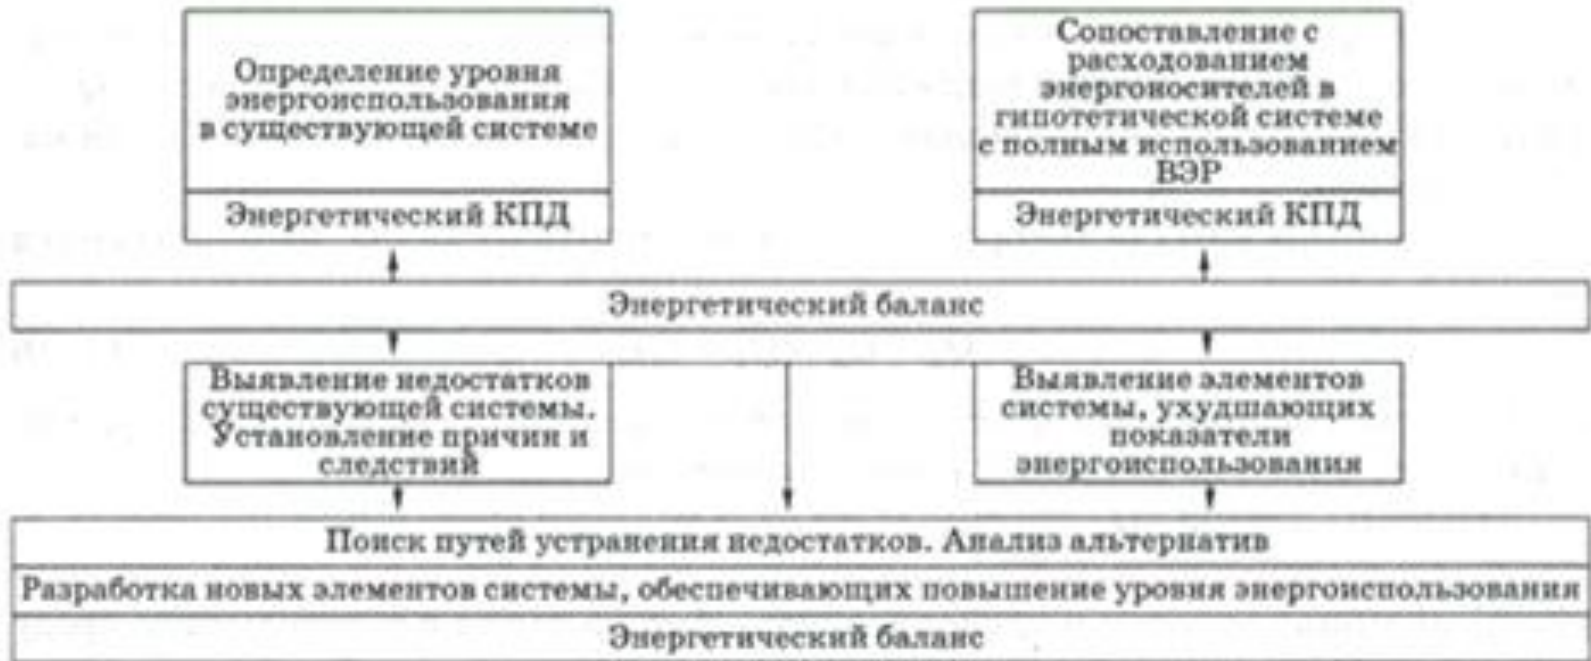 Определение уровня
энергоиспользования
в существующей системе
Энергетический КПД
Сопоставление с
расходованием
энергоносителей в
гипотетической системе
с полным использованием
ВЭР
Энергетический КПД
Энергетический баланс
Выявление недостатков
существующей системы.
Установление причин и
следствий
Выявление элементов
системы, ухудшающих
показатели
энергоиспользования
Поиск путей устранения недостатков. Анализ альтернатив
Разработка новых элементов системы, обеспечивающих повышение уровня энергоиспользования
Энергетический баланс